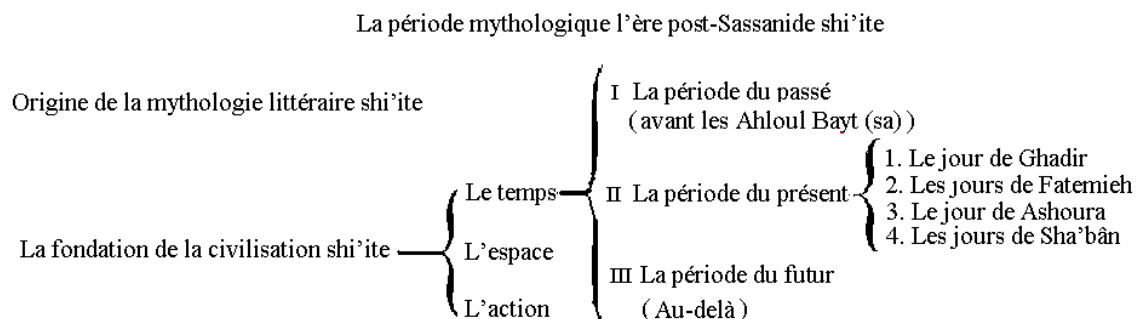 La période mythologique l’ère post-Sassanide shi’ite
Origine de la mythologie littéraire shi’ite
I La période du passé
( avant les Ahloul Bayt (sa) )
1. Le jour de Ghadir
Le temps
II La période du présent
2. Les jours de Fatemieh
3. Le jour de Ashoura
4. Les jours de Sha’bân
La fondation de la civilisation shi’ite
L’espace
III La période du futur
( Au-delà )
L’action